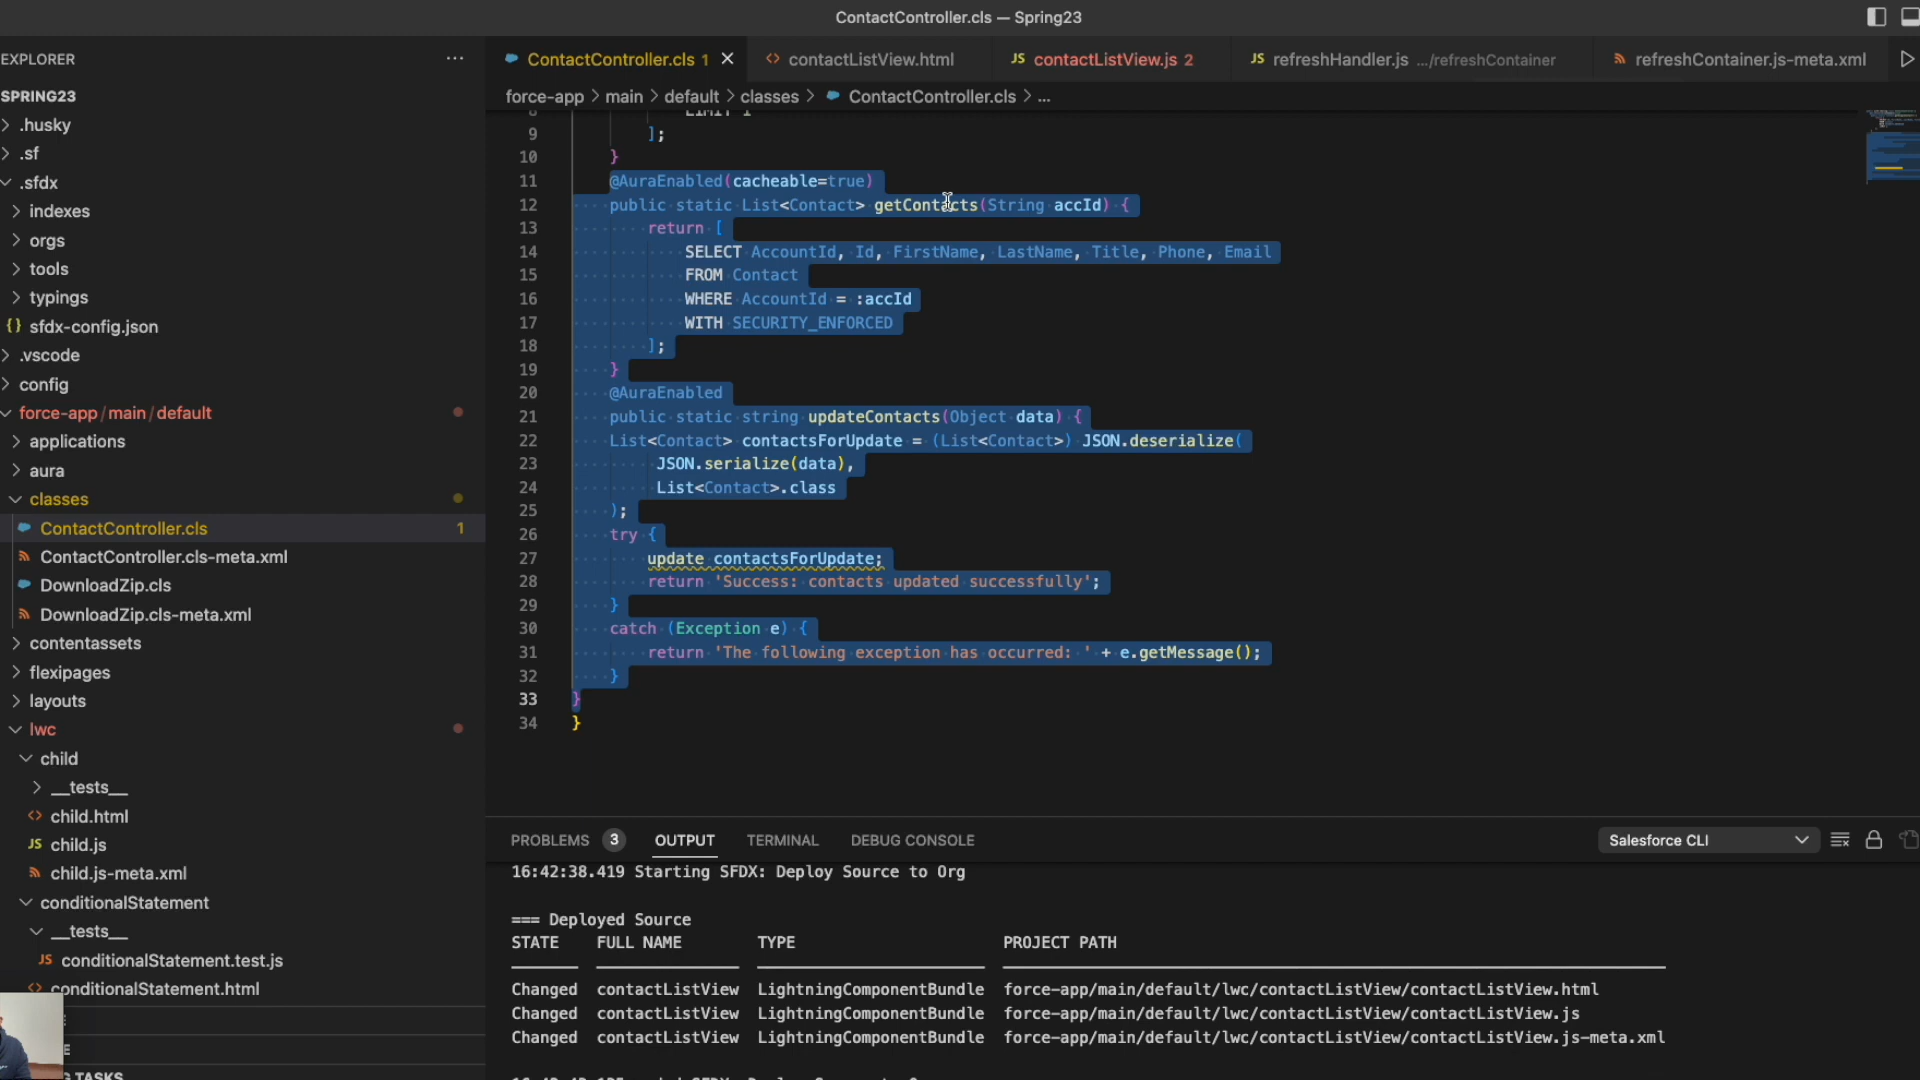 ContactController.cls — Spring23
EXPLORER
SPRING23
.husky
.sf
.sfdx
indexes
orgs
tools
typings
{} sfdx-config.json
.vscode
config
force-app / main / default
applications
aura
classes
ContactController.cls 1
ContactController.cls-meta.xml
DownloadZip.cls
DownloadZip.cls-meta.xml
contentassets
flexipages
layouts
lwc
child
__tests__
child.html
JS child.js
child.js-meta.xml
conditionalStatement
__tests__
JS conditionalStatement.test.js
conditionalStatement.html
ContactController.cls 1
contactListView.html
JS contactListView.js 2
JS refreshHandler.js .../refreshContainer
refreshContainer.js-meta.xml
force-app > main > default > classes > ContactController.cls > ...
8 LIMIT 1
9 ];
10 }
11 @AuraEnabled(cacheable=true)
12 public static List<Contact> getContacts(String accId) {
13 return [
14 SELECT AccountId, Id, FirstName, LastName, Title, Phone, Email
15 FROM Contact
16 WHERE AccountId = :accId
17 WITH SECURITY_ENFORCED
18 ];
19 }
20 @AuraEnabled
21 public static string updateContacts(Object data) {
22 List<Contact> contactsForUpdate = (List<Contact>) JSON.deserialize(
23 JSON.serialize(data),
24 List<Contact>.class
25 );
26 try {
27 update contactsForUpdate;
28 return 'Success: contacts updated successfully';
29 }
30 catch (Exception e) {
31 return 'The following exception has occurred: ' + e.getMessage();
32 }
33 }
34 }
PROBLEMS 3 OUTPUT TERMINAL DEBUG CONSOLE
Salesforce CLI
16:42:38.419 Starting SFDX: Deploy Source to Org
=== Deployed Source
STATE FULL NAME TYPE PROJECT PATH
Changed contactListView LightningComponentBundle force-app/main/default/lwc/contactListView/contactListView.html
Changed contactListView LightningComponentBundle force-app/main/default/lwc/contactListView/contactListView.js
Changed contactListView LightningComponentBundle force-app/main/default/lwc/contactListView/contactListView.js-meta.xml